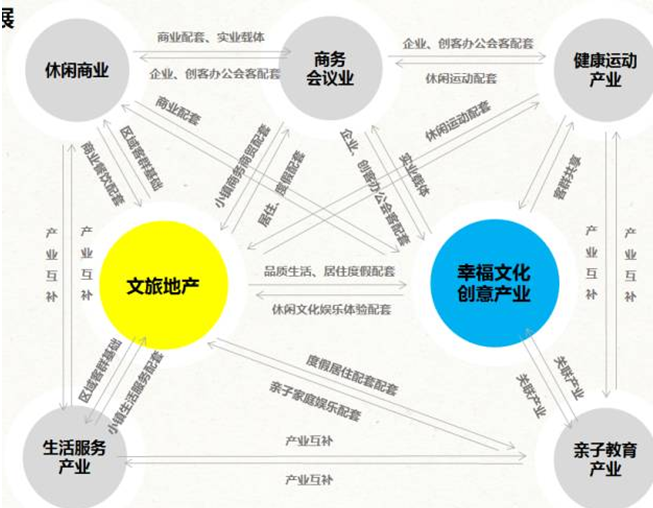 展
休闲商业
商业配套、实业载体
企业、创客办公会客配套
商务
会议业
企业、创客办公会客配套
休闲运动配套
健康运动
产业
商业配套
区域客群基础
商业餐饮配套
小镇商务商贸配套
居住、度假配套
企业、创客办公会客配套
实业载体
休闲运动配套
客群共享
产业互补
产业互补
文旅地产
品质生活、居住度假配套
休闲文化娱乐体验配套
幸福文化
创意产业
产业互补
产业互补
区域客群基础
小镇生活服务配套
度假居住配套配套
亲子家庭娱乐配套
关联产业
关联产业
生活服务
产业
产业互补
产业互补
亲子教育
产业